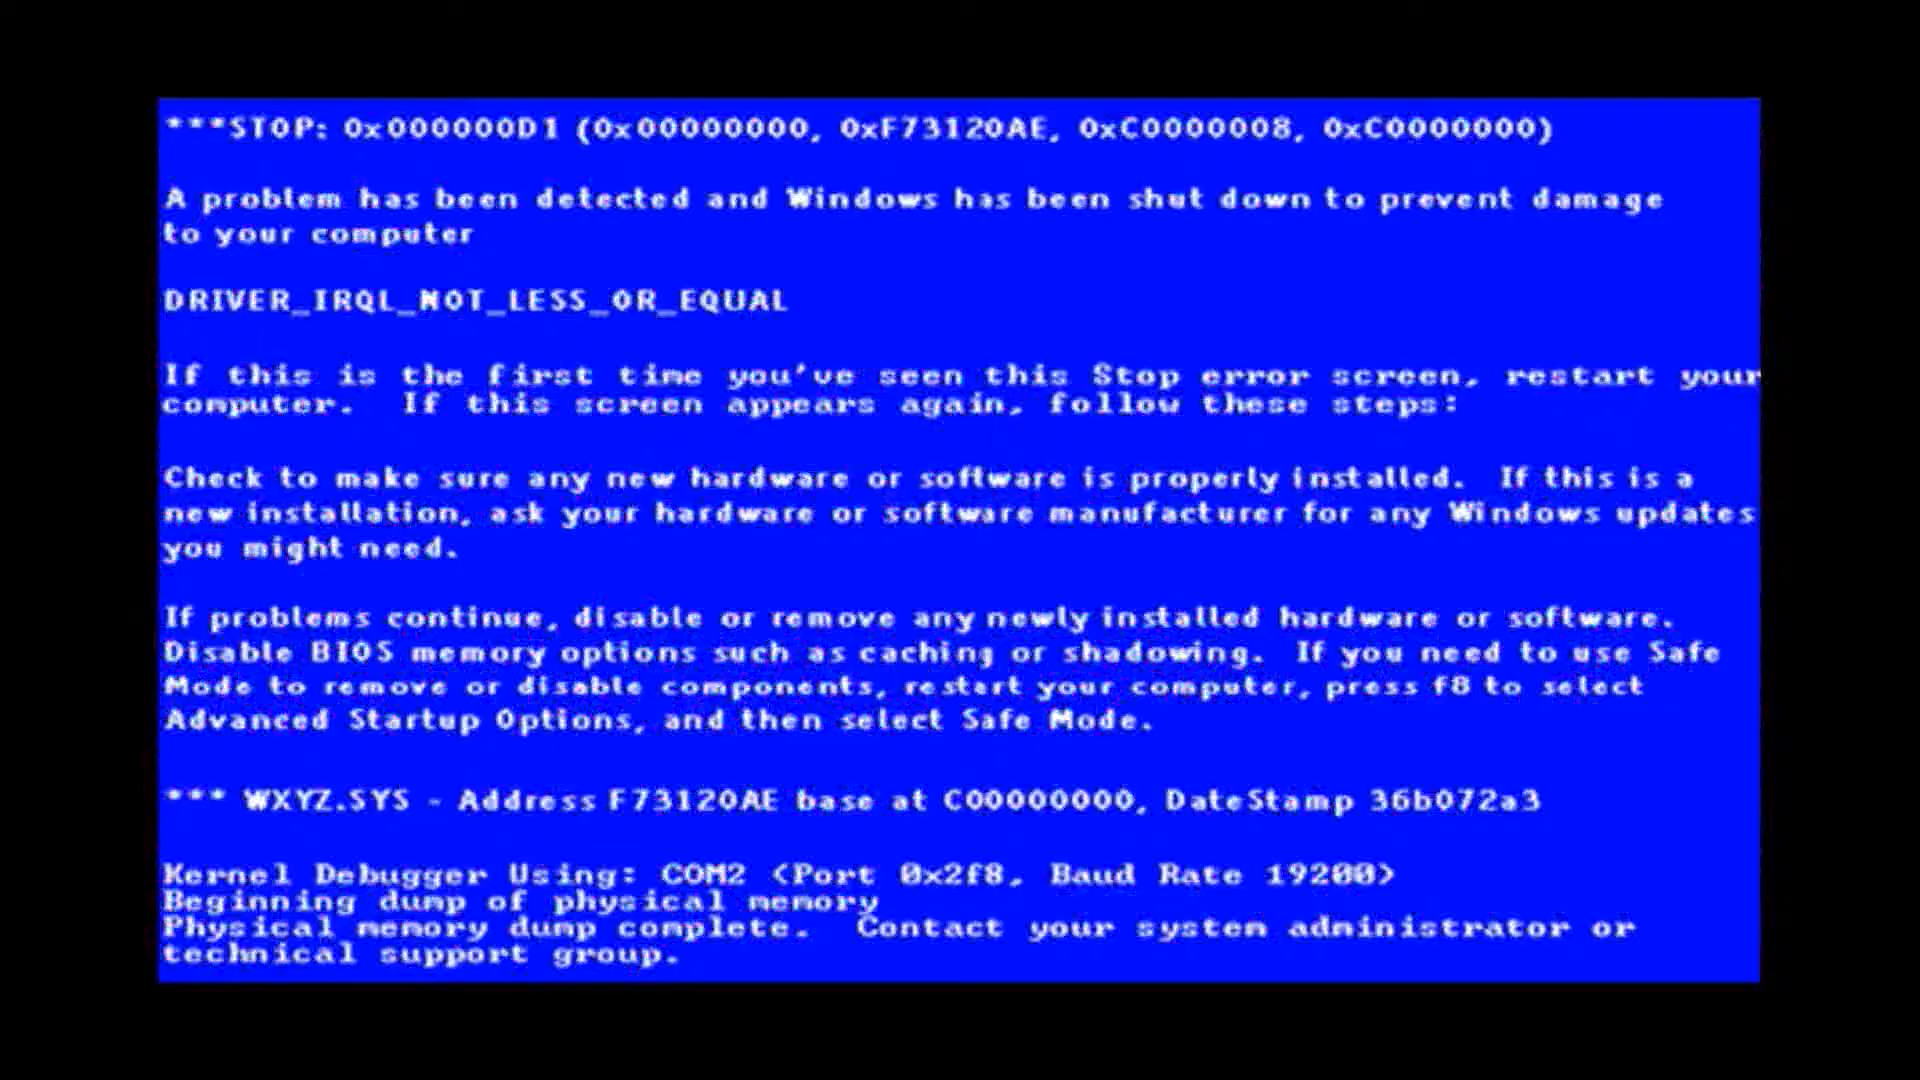 ***STOP: 0x000000D1 (0x00000000, 0xF73120AE, 0xC0000008, 0xC0000000)
A problem has been detected and Windows has been shut down to prevent damage
to your computer
DRIVER_IRQL_NOT_LESS_OR_EQUAL
If this is the first time you've seen this Stop error screen, restart your
computer.  If this screen appears again, follow these steps:
Check to make sure any new hardware or software is properly installed.  If this is a
new installation, ask your hardware or software manufacturer for any Windows updates
you might need.
If problems continue, disable or remove any newly installed hardware or software.
Disable BIOS memory options such as caching or shadowing.  If you need to use Safe
Mode to remove or disable components, restart your computer, press f8 to select
Advanced Startup Options, and then select Safe Mode.
*** WXYZ.SYS - Address F73120AE base at C00000000, DateStamp 36b072a3
Kernel Debugger Using: COM2 (Port 0x2f8, Baud Rate 19200)
Beginning dump of physical memory
Physical memory dump complete.  Contact your system administrator or
technical support group.